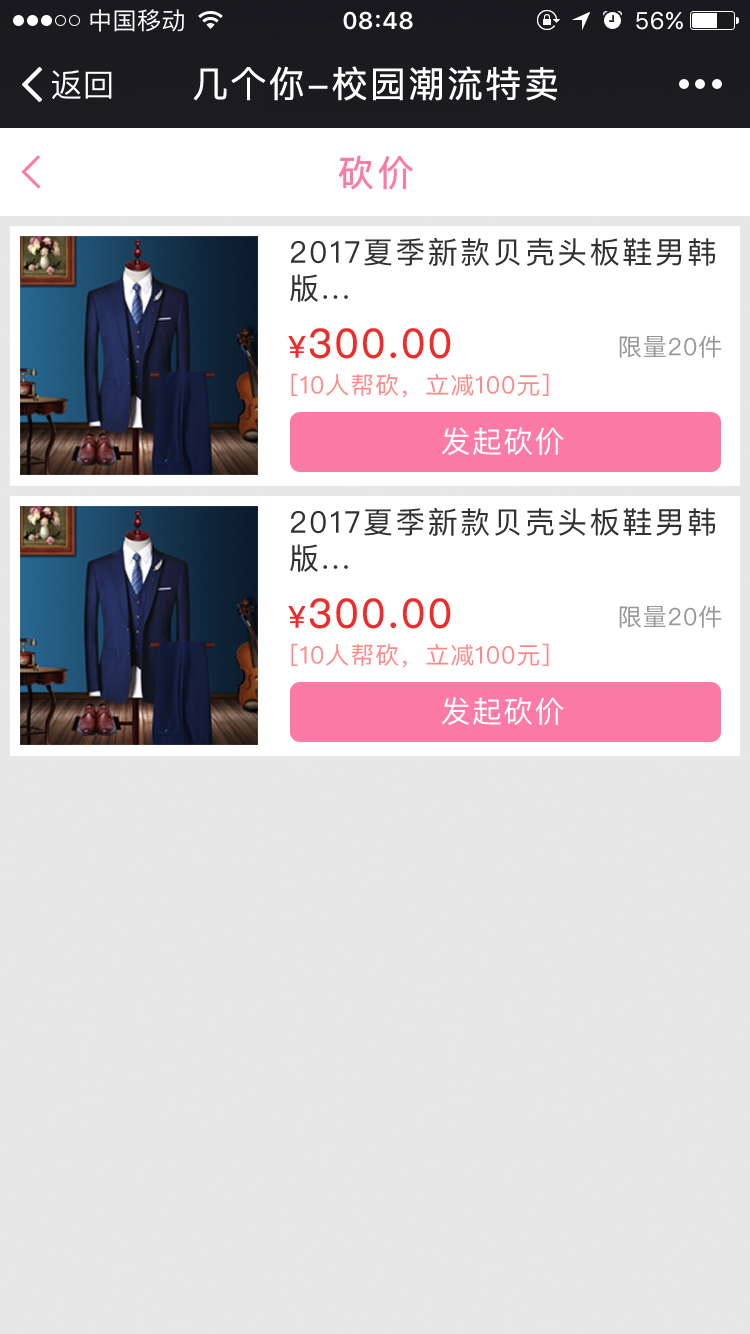 中国移动 08:48 56%
返回 几个你-校园潮流特卖
砍价
2017夏季新款贝壳头板鞋男韩
版...
¥300.00 限量20件
[10人帮砍，立减100元]
发起砍价
2017夏季新款贝壳头板鞋男韩
版...
¥300.00 限量20件
[10人帮砍，立减100元]
发起砍价